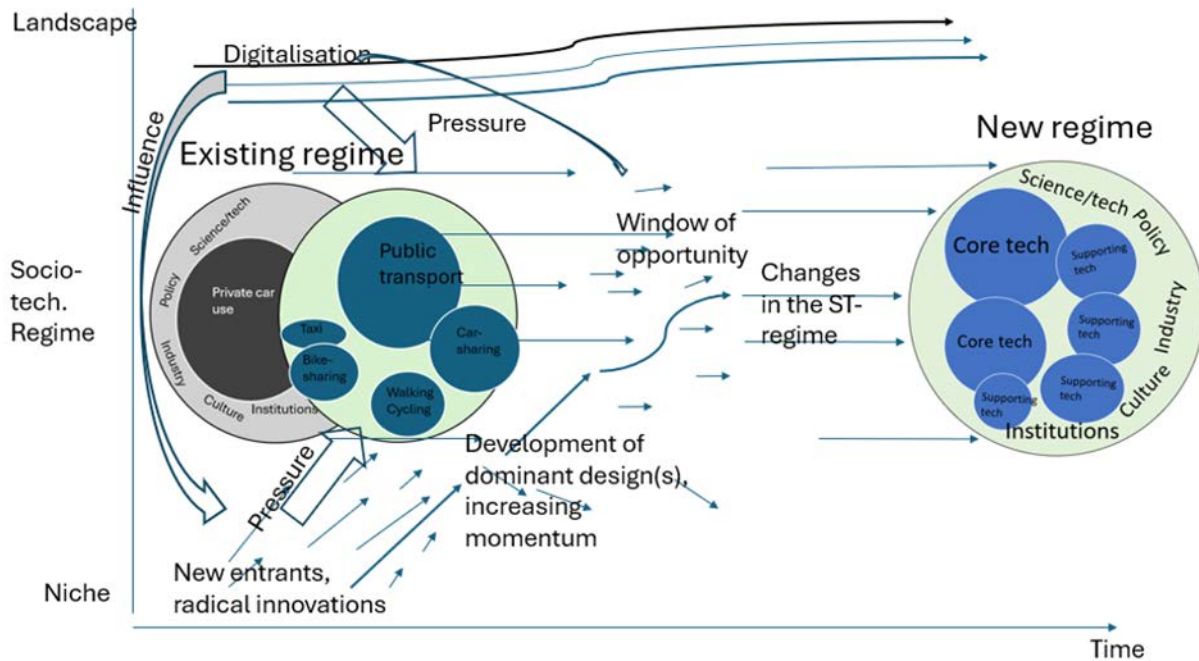 Landscape
Digitalisation
Pressure
Influence
Existing regime
New regime
Science/tech
Policy
Industry
Culture
Institutions
Private car
use
Public
transport
Taxi
Bike-
sharing
Car-
sharing
Walking
Cycling
Socio-
tech.
Regime
Window of
opportunity
Changes
in the ST-
regime
Science/tech
Policy
Industry
Culture
Institutions
Core tech
Core tech
Supporting
tech
Supporting
tech
Supporting
tech
Supporting
tech
Pressure
Development of
dominant design(s),
increasing
momentum
New entrants,
radical innovations
Niche
Time